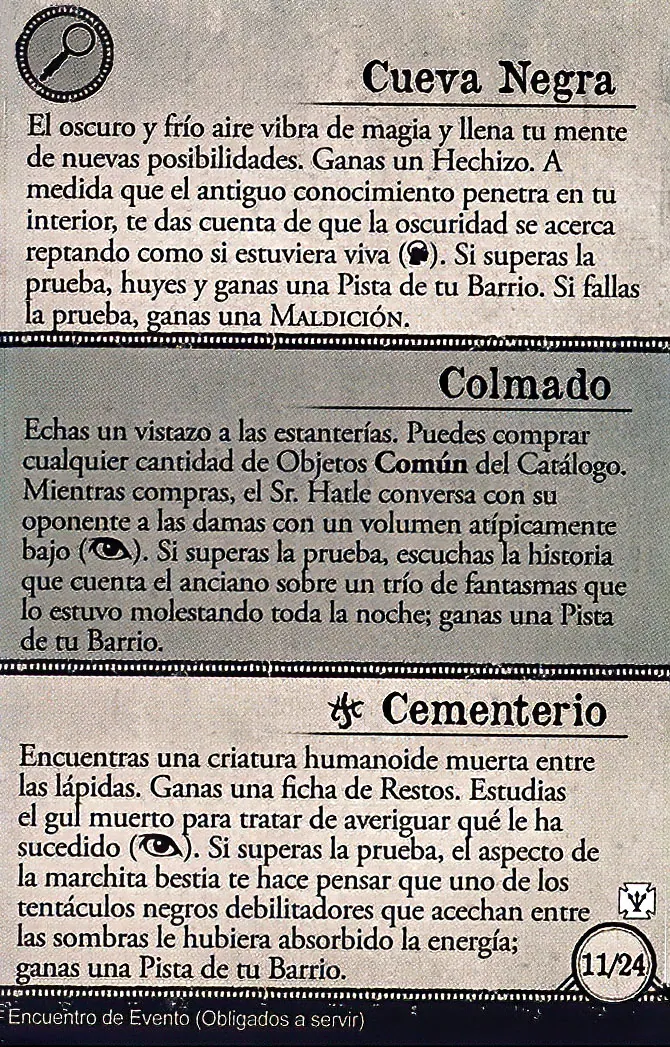 Cueva Negra
El oscuro y frío aire vibra de magia y llena tu mente
de nuevas posibilidades. Ganas un Hechizo. A
medida que el antiguo conocimiento penetra en tu
interior, te das cuenta de que la oscuridad se acerca
reptando como si estuviera viva (). Si superas la
prueba, huyes y ganas una Pista de tu Barrio. Si fallas
la prueba, ganas una MALDICIÓN.
Colmado
Echas un vistazo a las estanterías. Puedes comprar
cualquier cantidad de Objetos Común del Catálogo.
Mientras compras, el Sr. Hatle conversa con su
oponente a las damas con un volumen atípicamente
bajo (). Si superas la prueba, escuchas la historia
que cuenta el anciano sobre un trío de fantasmas que
lo estuvo molestando toda la noche; ganas una Pista
de tu Barrio.
Cementerio
Encuentras una criatura humanoide muerta entre
las lápidas. Ganas una ficha de Restos. Estudias
el gul muerto para tratar de averiguar qué le ha
sucedido (). Si superas la prueba, el aspecto de
la marchita bestia te hace pensar que uno de los
tentáculos negros debilitadores que acechan entre
las sombras le hubiera absorbido la energía;
ganas una Pista de tu Barrio.
11/24
Encuentro de Evento (Obligados a servir)